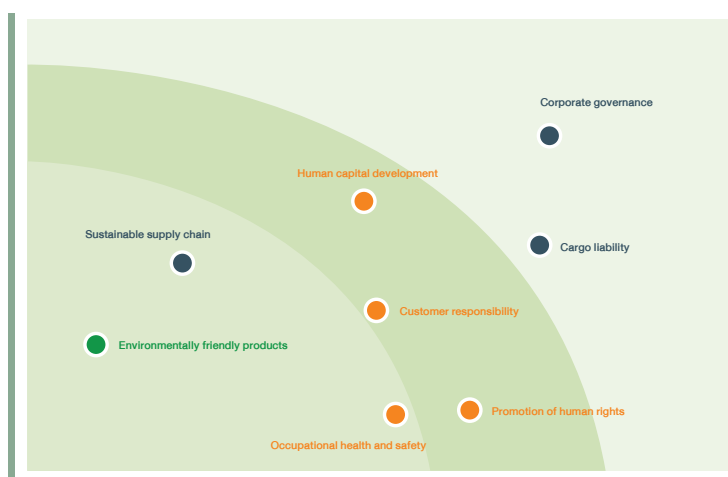 Corporate governance
Human capital development
Sustainable supply chain
Cargo liability
Customer responsibility
Environmentally friendly products
Promotion of human rights
Occupational health and safety